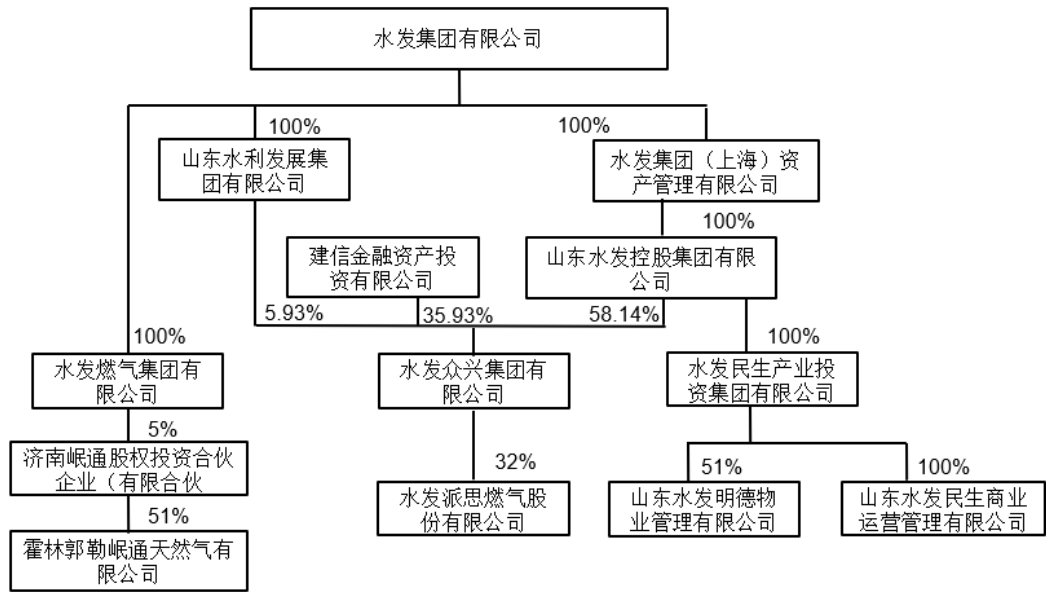 水发集团有限公司
100%
100%
山东水利发展集
团有限公司
水发集团（上海）资
产管理有限公司
100%
建信金融资产投
资有限公司
山东水发控股集团有限
公司
5.93%
35.93%
58.14%
100%
100%
水发燃气集团有
限公司
水发众兴集团有
限公司
水发民生产业投
资集团有限公司
5%
济南岷通股权投资合伙
企业（有限合伙
32%
51%
100%
水发派思燃气股
份有限公司
山东水发明德物
业管理有限公司
山东水发民生商业
运营管理有限公司
51%
霍林郭勒岷通天然气有
限公司